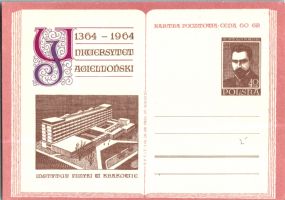 1364 - 1964
UNIWERSYTET
JAGIELLOŃSKI
INSTYTUT FIZYKI W KRAKOWIE
KARTKA POCZTOWA · CENA 60 GR
40
POLSKA